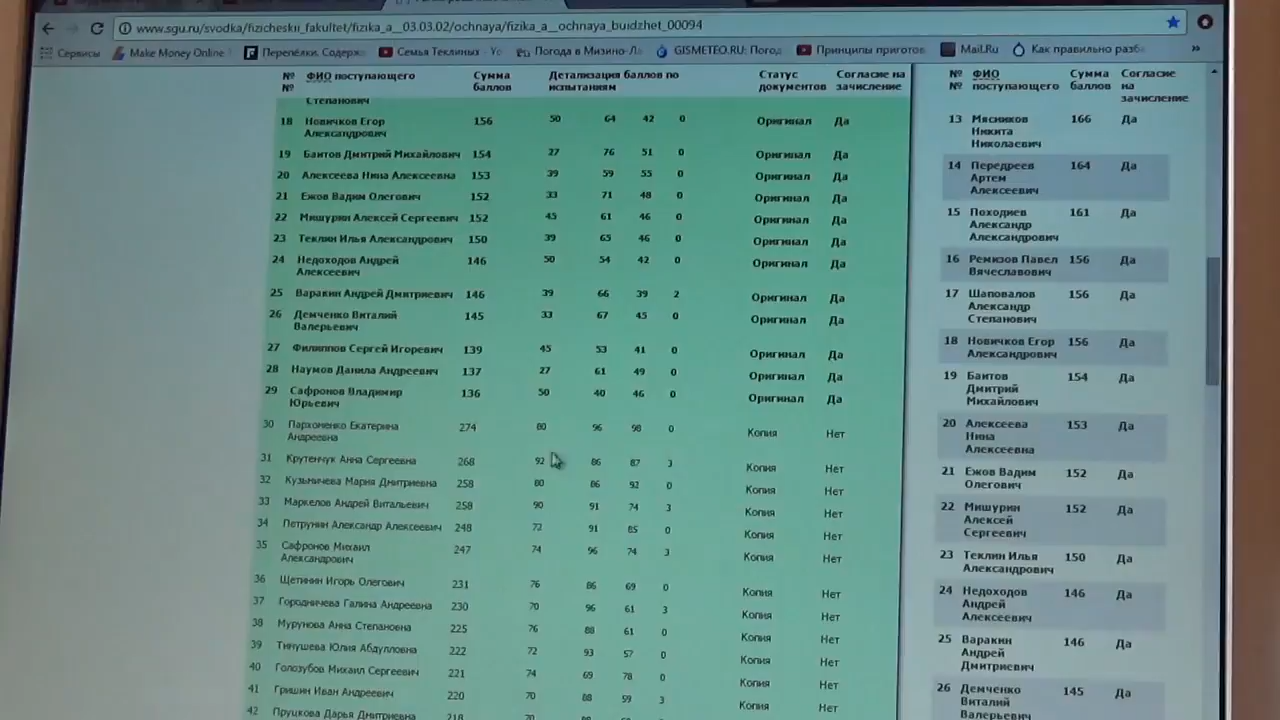 www.sgu.ru/svodka/fizicheskii_fakultet/fizika_a__03.03.02/ochnaya/fizika_a__ochnaya_buidzhet_00094
Сервисы Make Money Online Перепёлки. Содерж Семья Теклиных - Yo Погода в Мизино-Ла GISMETEO.RU: Погод Принципы приготов Mail.Ru Как правильно разб »
№ ФИО поступающего Сумма Детализация баллов по Статус Согласие на
№ баллов испытаниям документов зачисление
Степанович
18 Новичков Егор 156 50 64 42 0 Оригинал Да
Александрович
19 Баитов Дмитрий Михайлович 154 27 76 51 0 Оригинал Да
20 Алексеева Нина Алексеевна 153 39 59 55 0 Оригинал Да
21 Ежов Вадим Олегович 152 33 71 48 0 Оригинал Да
22 Мишурин Алексей Сергеевич 152 45 61 46 0 Оригинал Да
23 Теклин Илья Александрович 150 39 65 46 0 Оригинал Да
24 Недоходов Андрей 146 50 54 42 0 Оригинал Да
Алексеевич
25 Варакин Андрей Дмитриевич 146 39 66 39 2 Оригинал Да
26 Демченко Виталий 145 33 67 45 0 Оригинал Да
Валерьевич
27 Филиппов Сергей Игоревич 139 45 53 41 0 Оригинал Да
28 Наумов Данила Андреевич 137 27 61 49 0 Оригинал Да
29 Сафронов Владимир 136 50 40 46 0 Оригинал Да
Юрьевич
30 Пархоменко Екатерина 274 80 96 98 0 Копия Нет
Андреевна
31 Крутенчук Анна Сергеевна 268 92 86 87 3 Копия Нет
32 Кузьничева Мария Дмитриевна 258 80 86 92 0 Копия Нет
33 Маркелов Андрей Витальевич 258 90 91 74 3 Копия Нет
34 Петрунин Александр Алексеевич 248 72 91 85 0 Копия Нет
35 Сафронов Михаил 247 74 96 74 3 Копия Нет
Александрович
36 Щетинин Игорь Олегович 231 76 86 69 0 Копия Нет
37 Городничева Галина Андреевна 230 70 96 61 3 Копия Нет
38 Мурунова Анна Степановна 225 76 88 61 0 Копия Нет
39 Тинушева Юлия Абдулловна 222 72 93 57 0 Копия Нет
40 Голозубов Михаил Сергеевич 221 74 69 78 0 Копия Нет
41 Гришин Иван Андреевич 220 70 88 59 3 Копия Нет
42 Пруцкова Дарья Дмитриевна 218 70
№ ФИО Сумма Согласие
№ поступающего баллов на
зачисление
13 Мясников 166 Да
Никита
Николаевич
14 Передреев 164 Да
Артем
Алексеевич
15 Походиев 161 Да
Александр
Александрович
16 Ремизов Павел 156 Да
Вячеславович
17 Шаповалов 156 Да
Александр
Степанович
18 Новичков Егор 156 Да
Александрович
19 Баитов 154 Да
Дмитрий
Михайлович
20 Алексеева 153 Да
Нина
Алексеевна
21 Ежов Вадим 152 Да
Олегович
22 Мишурин 152 Да
Алексей
Сергеевич
23 Теклин Илья 150 Да
Александрович
24 Недоходов 146 Да
Андрей
Алексеевич
25 Варакин 146 Да
Андрей
Дмитриевич
26 Демченко 145 Да
Виталий
Валерьевич